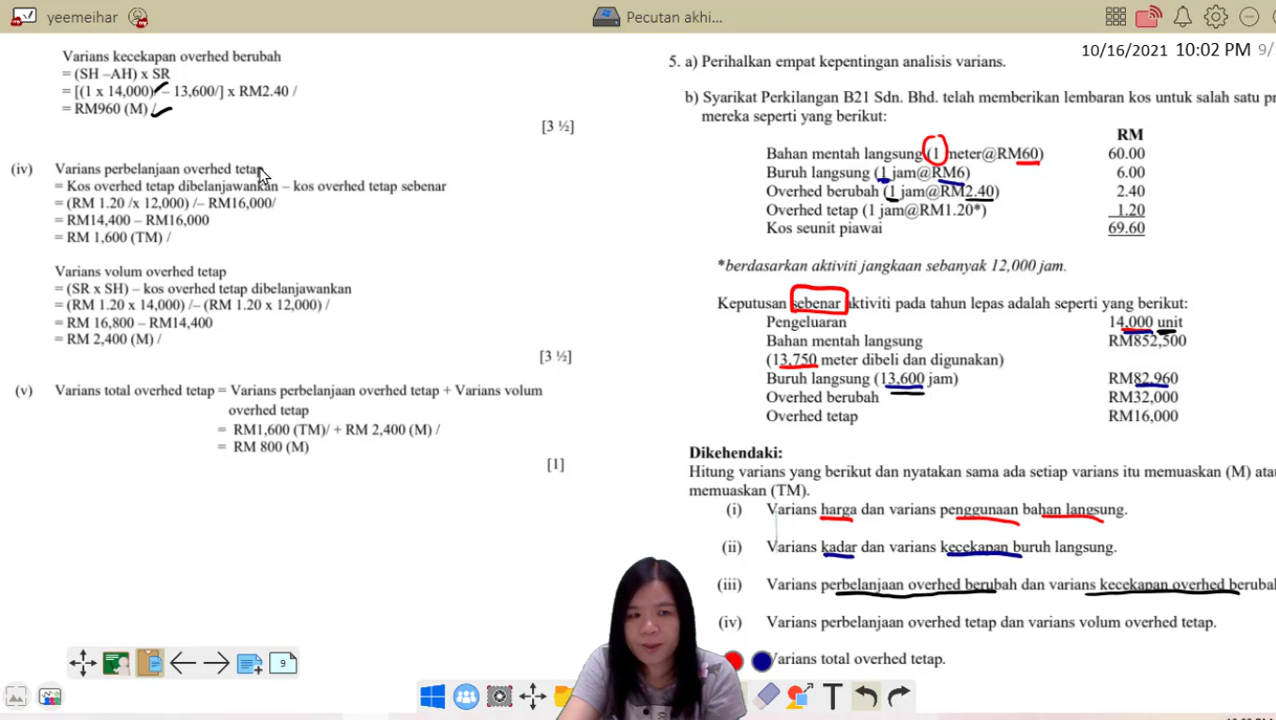 yeemeihar
Pecutan akhi...
10/16/2021 10:02 PM 9/
Varians kecekapan overhed berubah
= (SH –AH) x SR
= [(1 x 14,000) – 13,600/] x RM2.40 /
= RM960 (M) /
[3 ½]
(iv) Varians perbelanjaan overhed tetap
= Kos overhed tetap dibelanjawankan – kos overhed tetap sebenar
= (RM 1.20 /x 12,000) /– RM16,000/
= RM14,400 – RM16,000
= RM 1,600 (TM) /
Varians volum overhed tetap
= (SR x SH) – kos overhed tetap dibelanjawankan
= (RM 1.20 x 14,000) /– (RM 1.20 x 12,000) /
= RM 16,800 – RM14,400
= RM 2,400 (M) /
[3 ½]
(v) Varians total overhed tetap = Varians perbelanjaan overhed tetap + Varians volum
overhed tetap
= RM1,600 (TM)/ + RM 2,400 (M) /
= RM 800 (M)
[1]
5. a) Perihalkan empat kepentingan analisis varians.
b) Syarikat Perkilangan B21 Sdn. Bhd. telah memberikan lembaran kos untuk salah satu pr
mereka seperti yang berikut:
RM
Bahan mentah langsung (1 meter@RM60) 60.00
Buruh langsung (1 jam@RM6) 6.00
Overhed berubah (1 jam@RM2.40) 2.40
Overhed tetap (1 jam@RM1.20*) 1.20
Kos seunit piawai 69.60
*berdasarkan aktiviti jangkaan sebanyak 12,000 jam.
Keputusan sebenar aktiviti pada tahun lepas adalah seperti yang berikut:
Pengeluaran 14,000 unit
Bahan mentah langsung RM852,500
(13,750 meter dibeli dan digunakan)
Buruh langsung (13,600 jam) RM82,960
Overhed berubah RM32,000
Overhed tetap RM16,000
Dikehendaki:
Hitung varians yang berikut dan nyatakan sama ada setiap varians itu memuaskan (M) atau
memuaskan (TM).
(i) Varians harga dan varians penggunaan bahan langsung.
(ii) Varians kadar dan varians kecekapan buruh langsung.
(iii) Varians perbelanjaan overhed berubah dan varians kecekapan overhed berubah
(iv) Varians perbelanjaan overhed tetap dan varians volum overhed tetap.
Varians total overhed tetap.
9
T